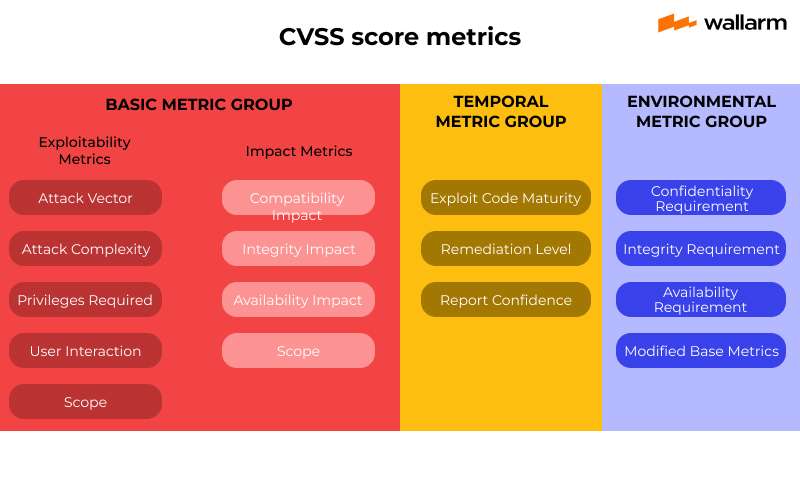 CVSS score metrics
wallarm
BASIC METRIC GROUP
Exploitability
Metrics
Attack Vector
Attack Complexity
Privileges Required
User Interaction
Scope
Impact Metrics
Compatibility
Impact
Integrity Impact
Availability Impact
Scope
TEMPORAL
METRIC GROUP
Exploit Code Maturity
Remediation Level
Report Confidence
ENVIRONMENTAL
METRIC GROUP
Confidentiality
Requirement
Integrity Requirement
Availability
Requirement
Modified Base Metrics